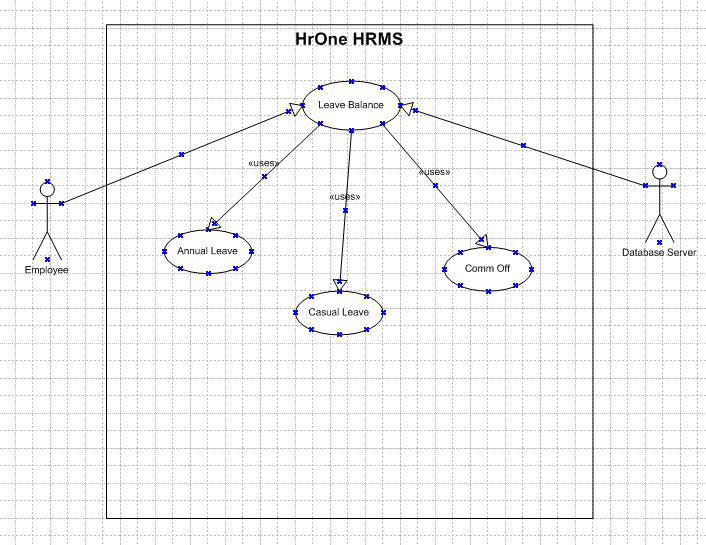 HrOne HRMS
Leave Balance
«uses»
«uses»
«uses»
Annual Leave
Comm Off
Casual Leave
Employee
Database Server